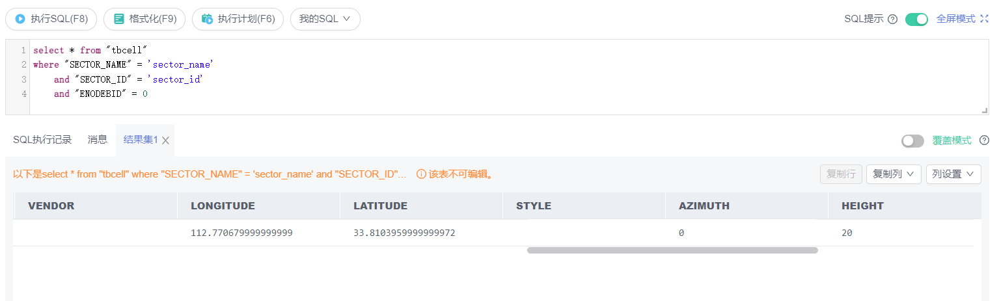 执行SQL(F8) 格式化(F9) 执行计划(F6) 我的SQL SQL提示 全屏模式
1 select * from "tbcell"
2 where "SECTOR_NAME" = 'sector_name'
3 and "SECTOR_ID" = 'sector_id'
4 and "ENODEBID" = 0
SQL执行记录 消息 结果集1 覆盖模式
以下是select * from "tbcell" where "SECTOR_NAME" = 'sector_name' and "SECTOR_ID"... 该表不可编辑。 复制行 复制列 列设置
VENDOR LONGITUDE LATITUDE STYLE AZIMUTH HEIGHT
112.770679999999999 33.8103959999999972 0 20